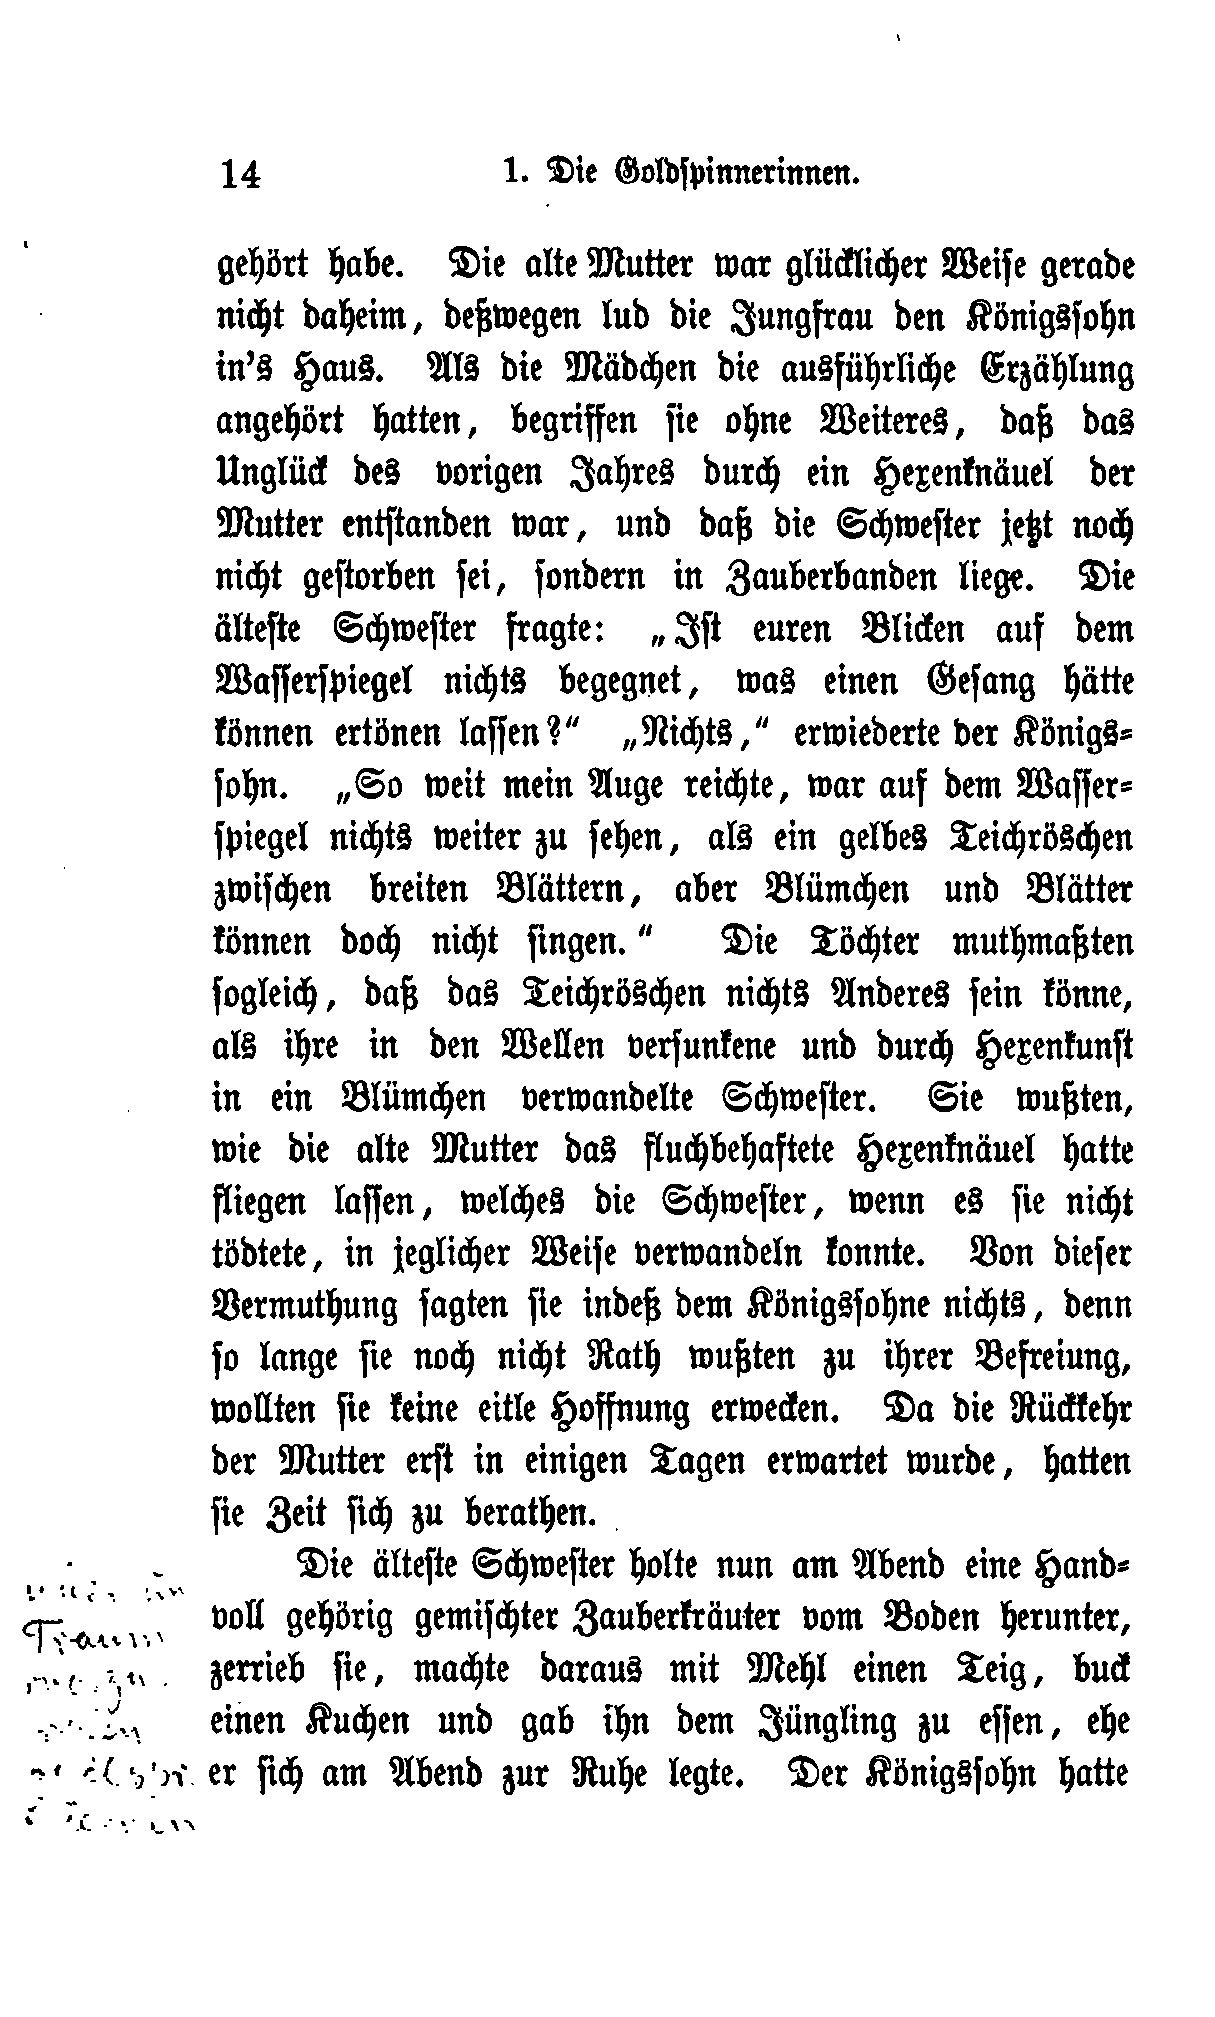 14 1. Die Goldspinnerinnen.
gehört habe. Die alte Mutter war glücklicher Weise gerade
nicht daheim, deßwegen lud die Jungfrau den Königssohn
in's Haus. Als die Mädchen die ausführliche Erzählung
angehört hatten, begriffen sie ohne Weiteres, daß das
Unglück des vorigen Jahres durch ein Hexenknäuel der
Mutter entstanden war, und daß die Schwester jetzt noch
nicht gestorben sei, sondern in Zauberbanden liege. Die
älteste Schwester fragte: „Ist euren Blicken auf dem
Wasserspiegel nichts begegnet, was einen Gesang hätte
können ertönen lassen?“ „Nichts,“ erwiederte der Königs-
sohn. „So weit mein Auge reichte, war auf dem Wasser-
spiegel nichts weiter zu sehen, als ein gelbes Teichröschen
zwischen breiten Blättern, aber Blümchen und Blätter
können doch nicht singen.“ Die Töchter muthmaßten
sogleich, daß das Teichröschen nichts Anderes sein könne,
als ihre in den Wellen versunkene und durch Hexenkunst
in ein Blümchen verwandelte Schwester. Sie wußten,
wie die alte Mutter das fluchbehaftete Hexenknäuel hatte
fliegen lassen, welches die Schwester, wenn es sie nicht
tödtete, in jeglicher Weise verwandeln konnte. Von dieser
Vermuthung sagten sie indeß dem Königssohne nichts, denn
so lange sie noch nicht Rath wußten zu ihrer Befreiung,
wollten sie keine eitle Hoffnung erwecken. Da die Rückkehr
der Mutter erst in einigen Tagen erwartet wurde, hatten
sie Zeit sich zu berathen.
Die älteste Schwester holte nun am Abend eine Hand-
voll gehörig gemischter Zauberkräuter vom Boden herunter,
zerrieb sie, machte daraus mit Mehl einen Teig, buck
einen Kuchen und gab ihn dem Jüngling zu essen, ehe
er sich am Abend zur Ruhe legte. Der Königssohn hatte
Traum